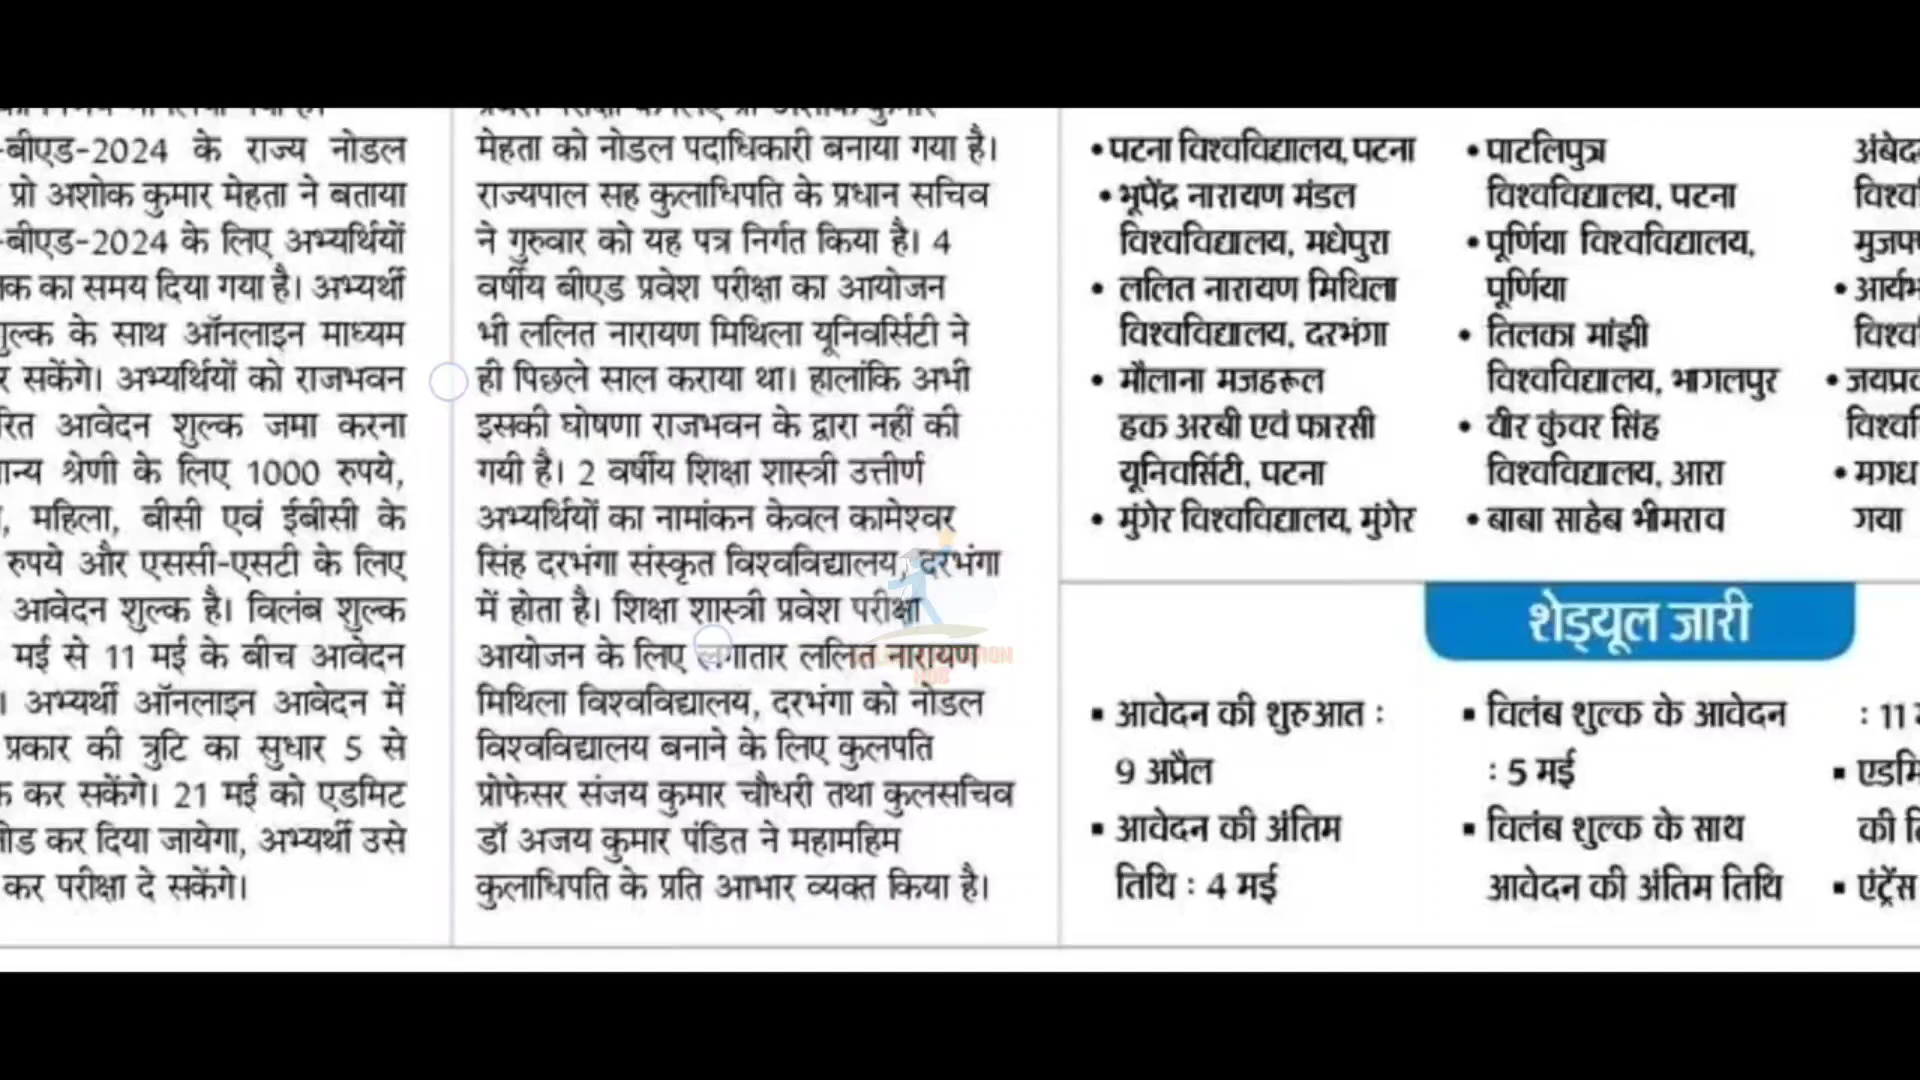 -बीएड-2024 के राज्य नोडल
प्रो अशोक कुमार मेहता ने बताया
-बीएड-2024 के लिए अभ्यर्थियों
का समय दिया गया है। अभ्यर्थी
के साथ ऑनलाइन माध्यम
सकेंगे। अभ्यर्थियों को राजभवन
आवेदन शुल्क जमा करना
श्रेणी के लिए 1000 रुपये,
, महिला, बीसी एवं ईबीसी के
रुपये और एससी-एसटी के लिए
आवेदन शुल्क है। विलंब शुल्क
मई से 11 मई के बीच आवेदन
। अभ्यर्थी ऑनलाइन आवेदन में
प्रकार की त्रुटि का सुधार 5 से
कर सकेंगे। 21 मई को एडमिट
कर दिया जायेगा, अभ्यर्थी उसे
कर परीक्षा दे सकेंगे।
मेहता को नोडल पदाधिकारी बनाया गया है।
राज्यपाल सह कुलाधिपति के प्रधान सचिव
ने गुरुवार को यह पत्र निर्गत किया है। 4
वर्षीय बीएड प्रवेश परीक्षा का आयोजन
भी ललित नारायण मिथिला यूनिवर्सिटी ने
ही पिछले साल कराया था। हालांकि अभी
इसकी घोषणा राजभवन के द्वारा नहीं की
गयी है। 2 वर्षीय शिक्षा शास्त्री उत्तीर्ण
अभ्यर्थियों का नामांकन केवल कामेश्वर
सिंह दरभंगा संस्कृत विश्वविद्यालय, दरभंगा
में होता है। शिक्षा शास्त्री प्रवेश परीक्षा
आयोजन के लिए लगातार ललित नारायण
मिथिला विश्वविद्यालय, दरभंगा को नोडल
विश्वविद्यालय बनाने के लिए कुलपति
प्रोफेसर संजय कुमार चौधरी तथा कुलसचिव
डॉ अजय कुमार पंडित ने महामहिम
कुलाधिपति के प्रति आभार व्यक्त किया है।
• पटना विश्वविद्यालय, पटना
• भूपेंद्र नारायण मंडल
विश्वविद्यालय, मधेपुरा
• ललित नारायण मिथिला
विश्वविद्यालय, दरभंगा
• मौलाना मजहरूल
हक अरबी एवं फारसी
यूनिवर्सिटी, पटना
• मुंगेर विश्वविद्यालय, मुंगेर
• पाटलिपुत्र
विश्वविद्यालय, पटना
• पूर्णिया विश्वविद्यालय,
पूर्णिया
• तिलका मांझी
विश्वविद्यालय, भागलपुर
• वीर कुंवर सिंह
विश्वविद्यालय, आरा
• बाबा साहेब भीमराव
• मगध
गया
शेड्यूल जारी
▪ आवेदन की शुरुआत :
9 अप्रैल
▪ आवेदन की अंतिम
तिथि : 4 मई
▪ विलंब शुल्क के आवेदन
: 5 मई
▪ विलंब शुल्क के साथ
आवेदन की अंतिम तिथि
: 11
की
▪ एंट्रेंस